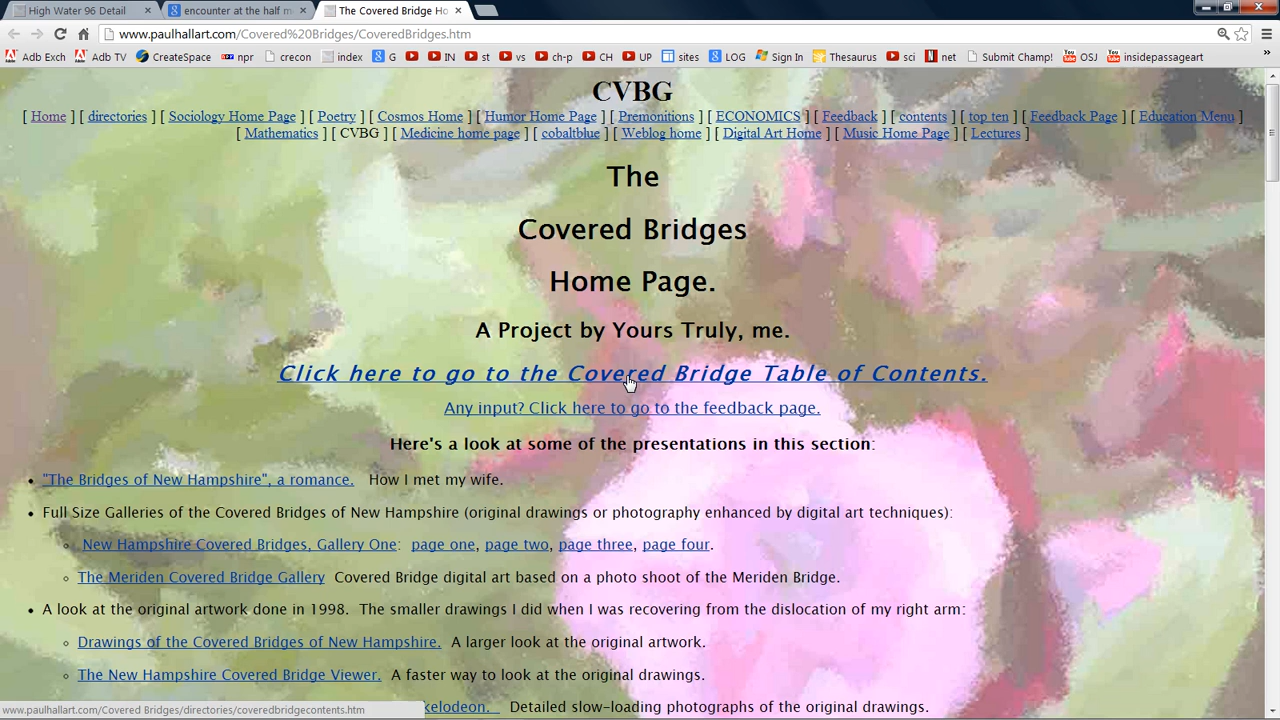 High Water 96 Detail
encounter at the half m
The Covered Bridge Ho
www.paulhallart.com/Covered%20Bridges/CoveredBridges.htm
Adb Exch Adb TV CreateSpace npr crecon index G IN st vs ch-p CH UP sites LOG Sign In Thesaurus sci net Submit Champ! OSJ insidepassageart
CVBG
[ Home ] [ directories ] [ Sociology Home Page ] [ Poetry ] [ Cosmos Home ] [ Humor Home Page ] [ Premonitions ] [ ECONOMICS ] [ Feedback ] [ contents ] [ top ten ] [ Feedback Page ] [ Education Menu ]
[ Mathematics ] [ CVBG ] [ Medicine home page ] [ cobaltblue ] [ Weblog home ] [ Digital Art Home ] [ Music Home Page ] [ Lectures ]
The
Covered Bridges
Home Page.
A Project by Yours Truly, me.
Click here to go to the Covered Bridge Table of Contents.
Any input? Click here to go to the feedback page.
Here's a look at some of the presentations in this section:
"The Bridges of New Hampshire", a romance. How I met my wife.
Full Size Galleries of the Covered Bridges of New Hampshire (original drawings or photography enhanced by digital art techniques):
New Hampshire Covered Bridges, Gallery One: page one, page two, page three, page four.
The Meriden Covered Bridge Gallery Covered Bridge digital art based on a photo shoot of the Meriden Bridge.
A look at the original artwork done in 1998. The smaller drawings I did when I was recovering from the dislocation of my right arm:
Drawings of the Covered Bridges of New Hampshire. A larger look at the original artwork.
The New Hampshire Covered Bridge Viewer. A faster way to look at the original drawings.
kelodeon. Detailed slow-loading photographs of the original drawings.
www.paulhallart.com/Covered Bridges/directories/coveredbridgecontents.htm